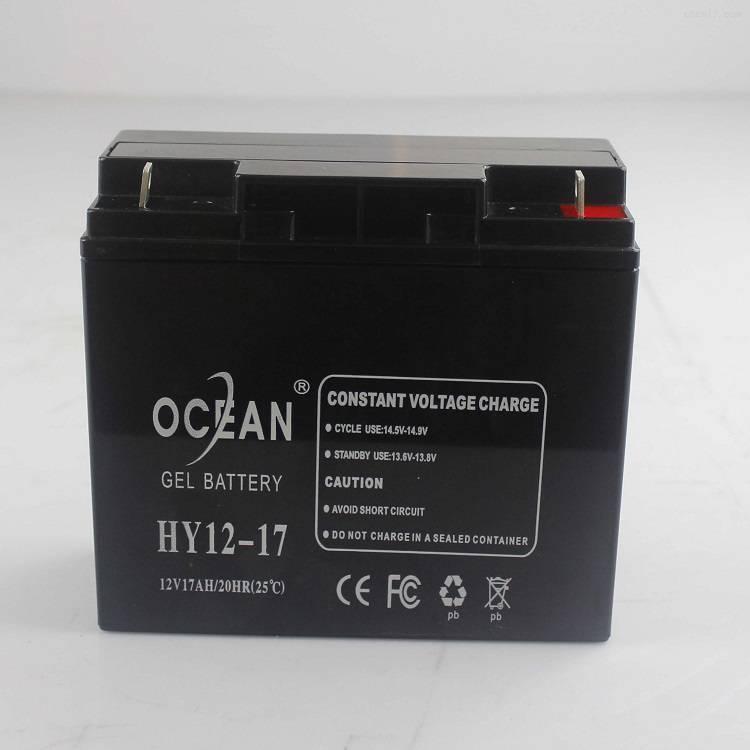 OCEAN®
GEL BATTERY
HY12-17
12V17AH/20HR(25℃)
CONSTANT VOLTAGE CHARGE
● CYCLE USE:14.5V-14.9V
● STANDBY USE:13.6V-13.8V
CAUTION
● AVOID SHORT CIRCUIT
● DO NOT CHARGE IN A SEALED CONTAINER
CE FC
pb pb